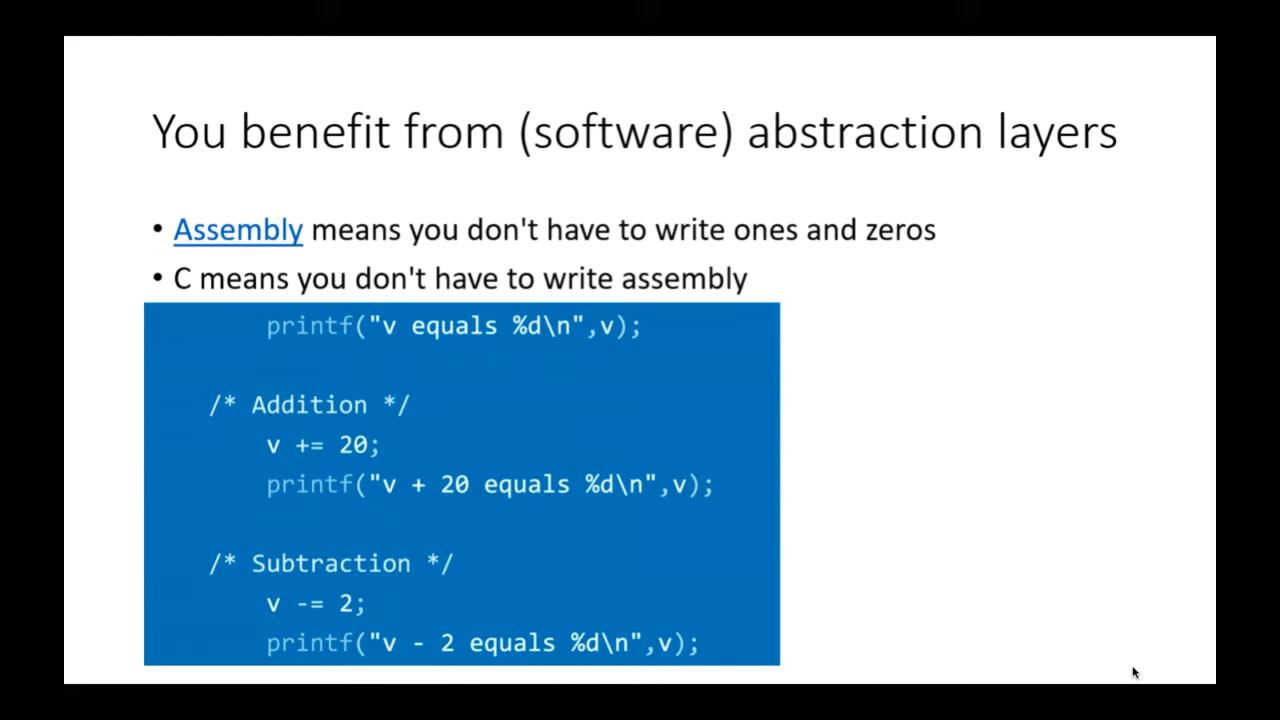 You benefit from (software) abstraction layers
• Assembly means you don't have to write ones and zeros
• C means you don't have to write assembly
printf("v equals %d\n",v);
/* Addition */
v += 20;
printf("v + 20 equals %d\n",v);
/* Subtraction */
v -= 2;
printf("v - 2 equals %d\n",v);